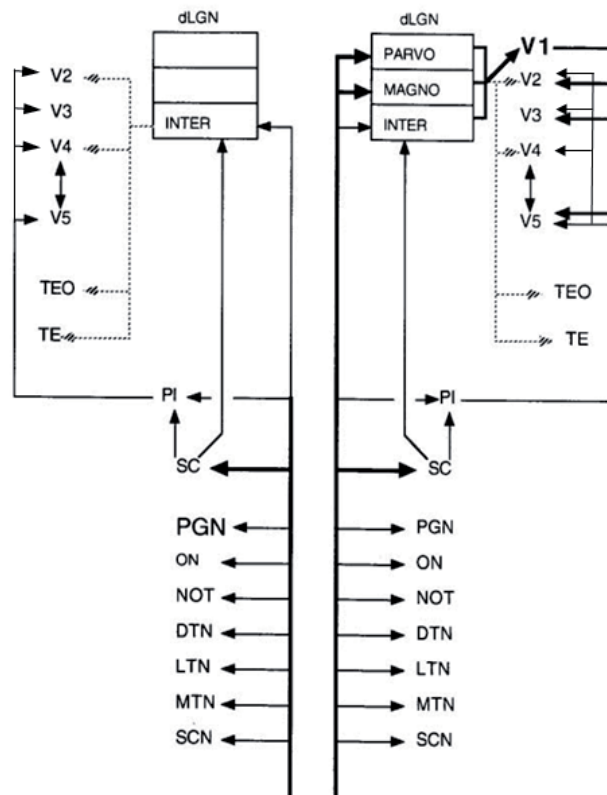 dLGN
INTER
V2
V3
V4
V5
TEO
TE
PI
SC
PGN
ON
NOT
DTN
LTN
MTN
SCN
dLGN
PARVO
MAGNO
INTER
V1
V2
V3
V4
V5
TEO
TE
PI
SC
PGN
ON
NOT
DTN
LTN
MTN
SCN